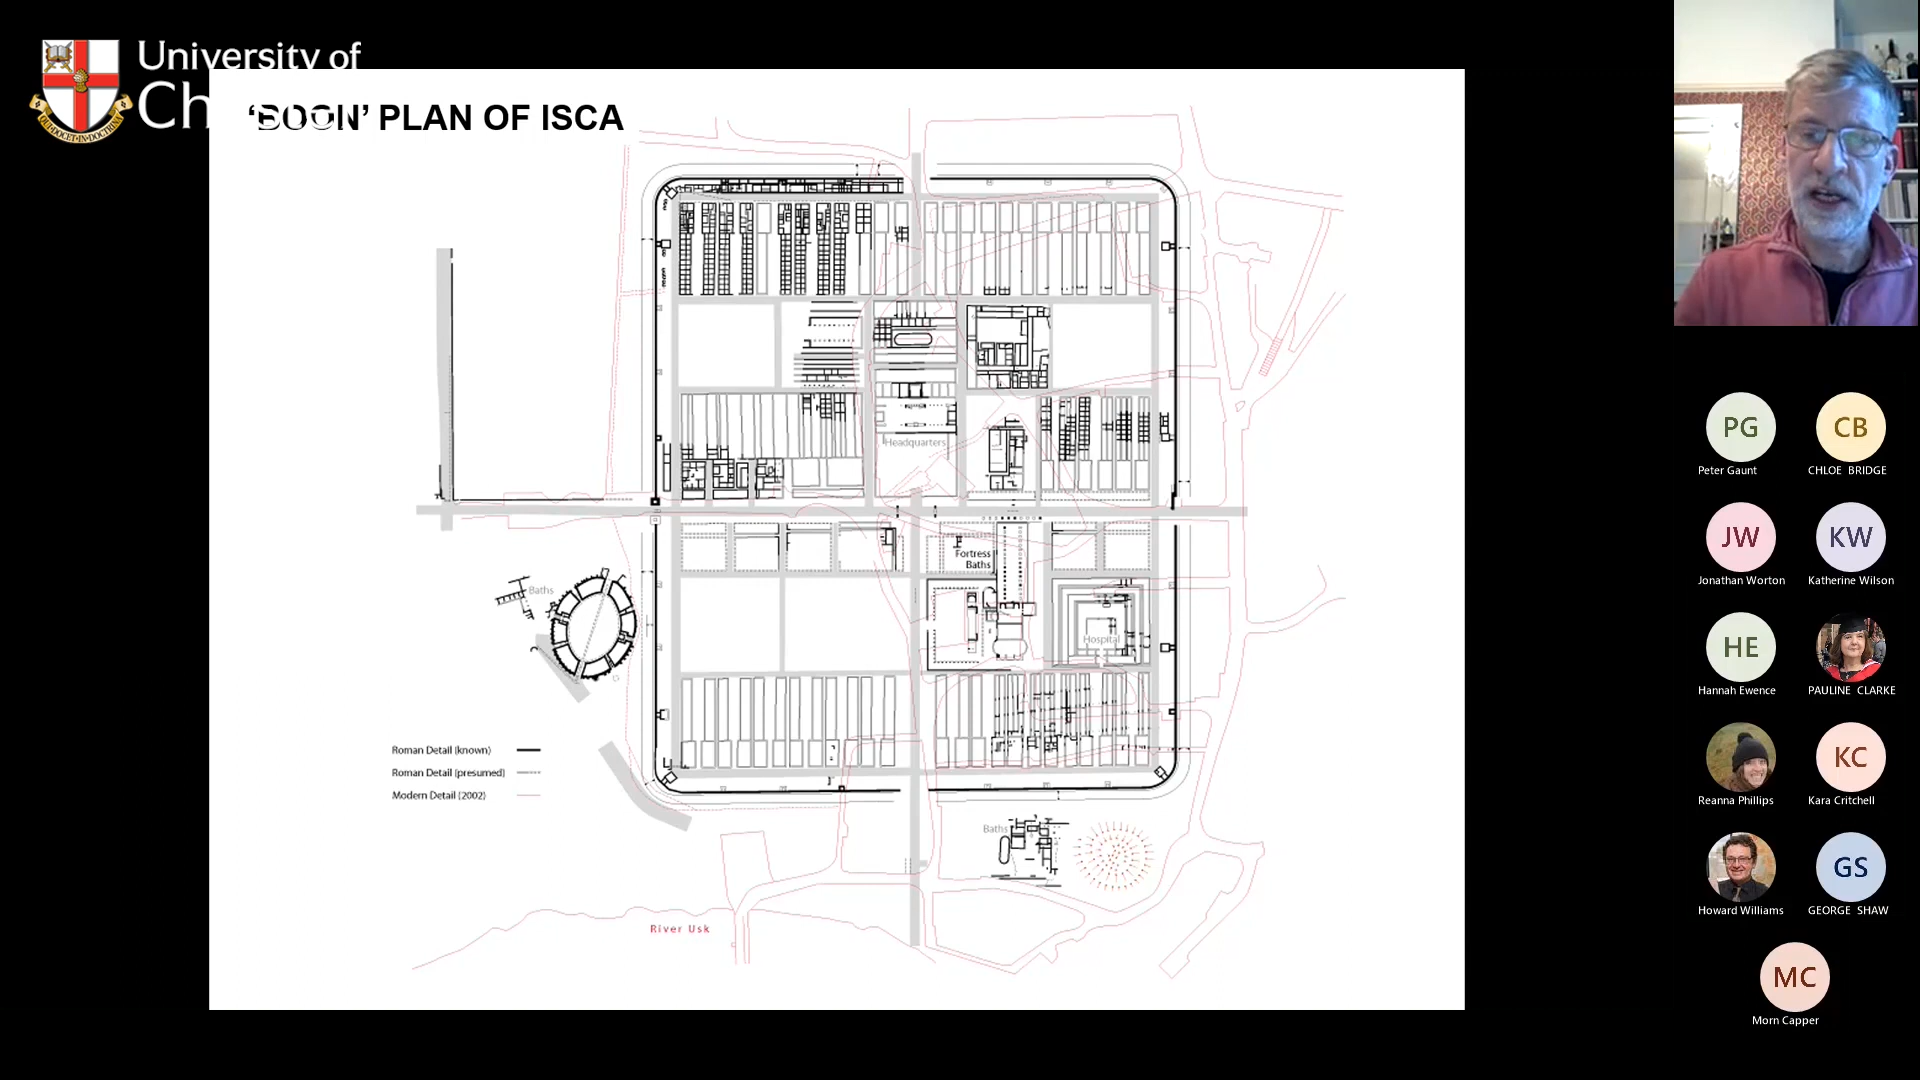 University of
PLAN OF ISCA
Headquarters
Fortress
Baths
Baths
Hospital
Roman Detail (known)
Roman Detail (presumed)
Modern Detail (2002)
Baths
River Usk
PG
Peter Gaunt
CB
CHLOE BRIDGE
JW
Jonathan Worton
KW
Katherine Wilson
HE
Hannah Ewence
PAULINE CLARKE
Reanna Phillips
KC
Kara Critchell
Howard Williams
GS
GEORGE SHAW
MC
Morn Capper